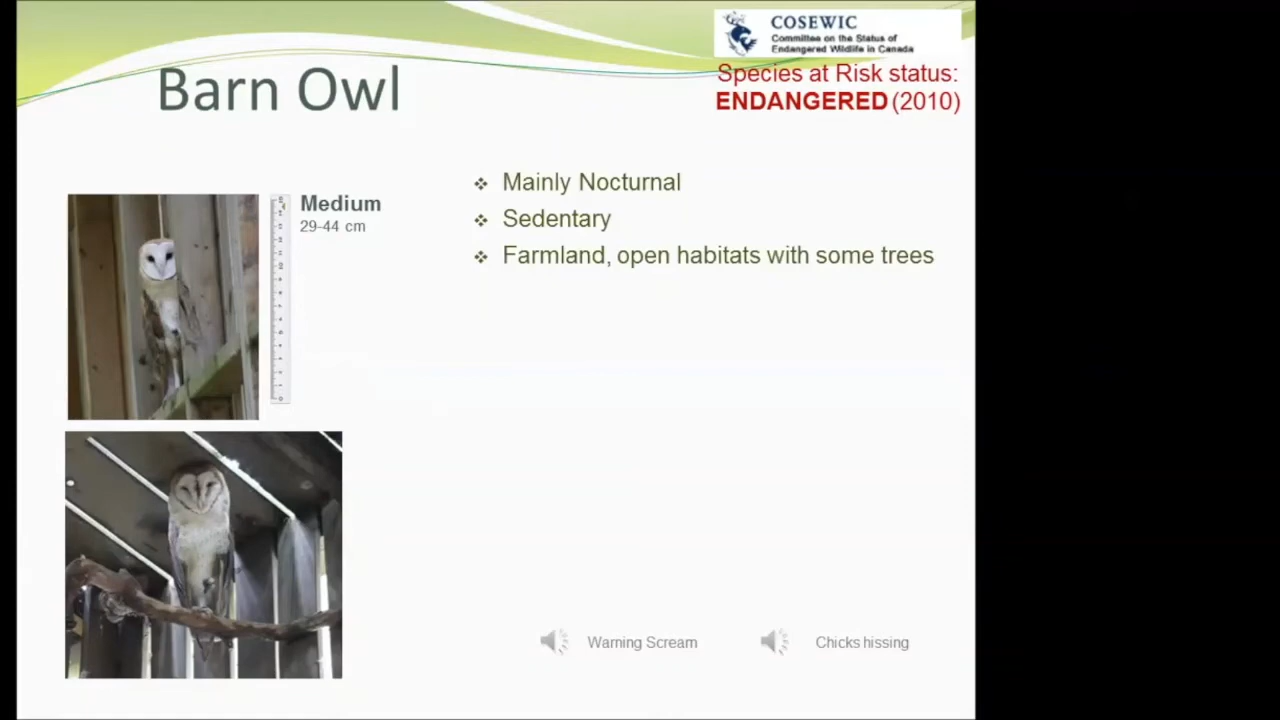 COSEWIC
Committee on the Status of
Endangered Wildlife in Canada
Species at Risk status:
ENDANGERED (2010)
Barn Owl
Medium
29-44 cm
Mainly Nocturnal
Sedentary
Farmland, open habitats with some trees
Warning Scream
Chicks hissing